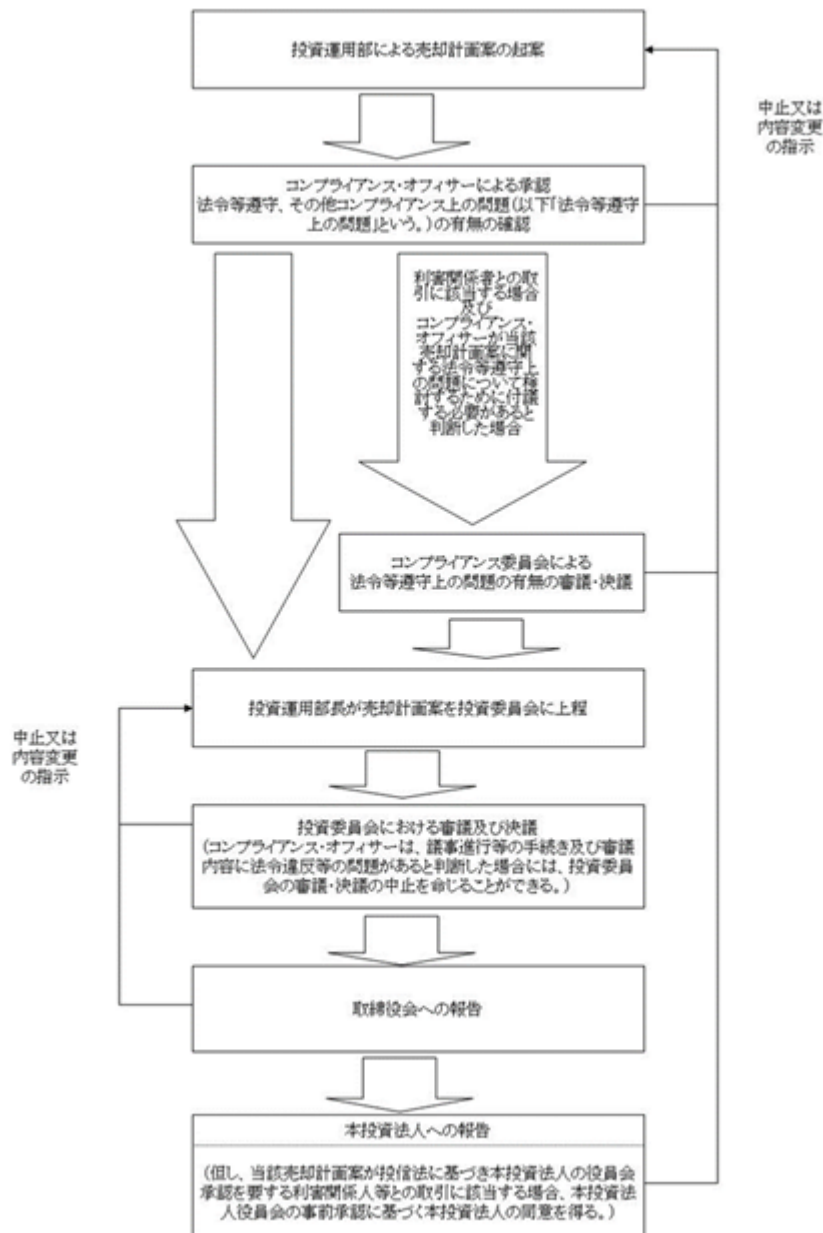 投資運用部による売却計画案の起案
中止又は
内容変更
の指示
コンプライアンス・オフィサーによる承認
法令等遵守、その他コンプライアンス上の問題(以下「法令等遵守
上の問題」という。)の有無の確認
利害関係者との取
引に該当する場合
及び
コンプライアンス・
オフィサーが当該
売却計画案に関
する法令等遵守上
の問題について検
討するために付議
する必要があると
判断した場合
コンプライアンス委員会による
法令等遵守上の問題の有無の審議・決議
投資運用部長が売却計画案を投資委員会に上程
中止又は
内容変更
の指示
投資委員会における審議及び決議
(コンプライアンス・オフィサーは、議事進行等の手続き及び審議
内容に法令違反等の問題があると判断した場合には、投資委員
会の審議・決議の中止を命じることができる。)
取締役会への報告
本投資法人への報告
(但し、当該売却計画案が投信法に基づき本投資法人の役員会
承認を要する利害関係人等との取引に該当する場合、本投資法
人役員会の事前承認に基づく本投資法人の同意を得る。)